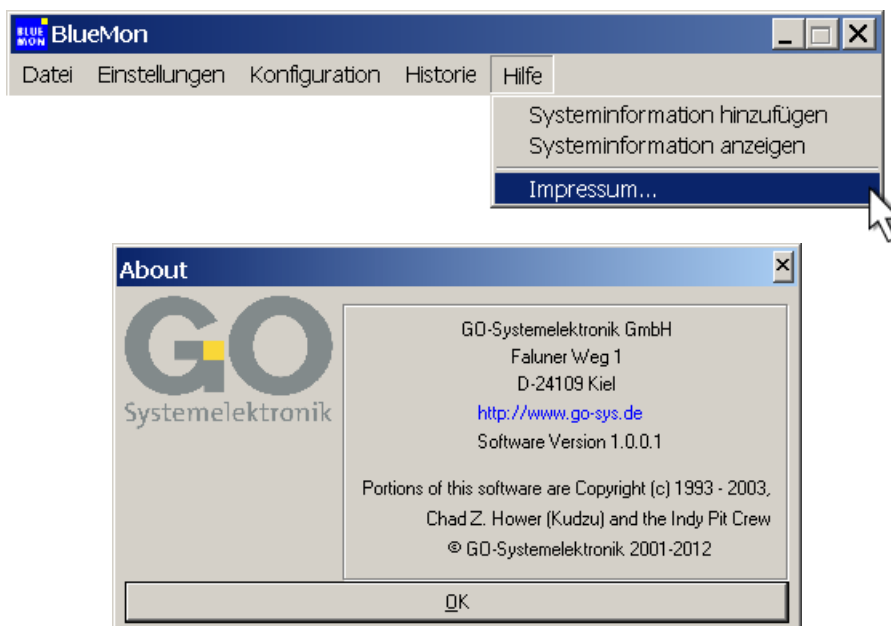 BLUE
MON
BlueMon
Datei Einstellungen Konfiguration Historie Hilfe
Systeminformation hinzufügen
Systeminformation anzeigen
Impressum...
About
GO
Systemelektronik
GO-Systemelektronik GmbH
Faluner Weg 1
D-24109 Kiel
http://www.go-sys.de
Software Version 1.0.0.1
Portions of this software are Copyright (c) 1993 - 2003,
Chad Z. Hower (Kudzu) and the Indy Pit Crew
© GO-Systemelektronik 2001-2012
OK